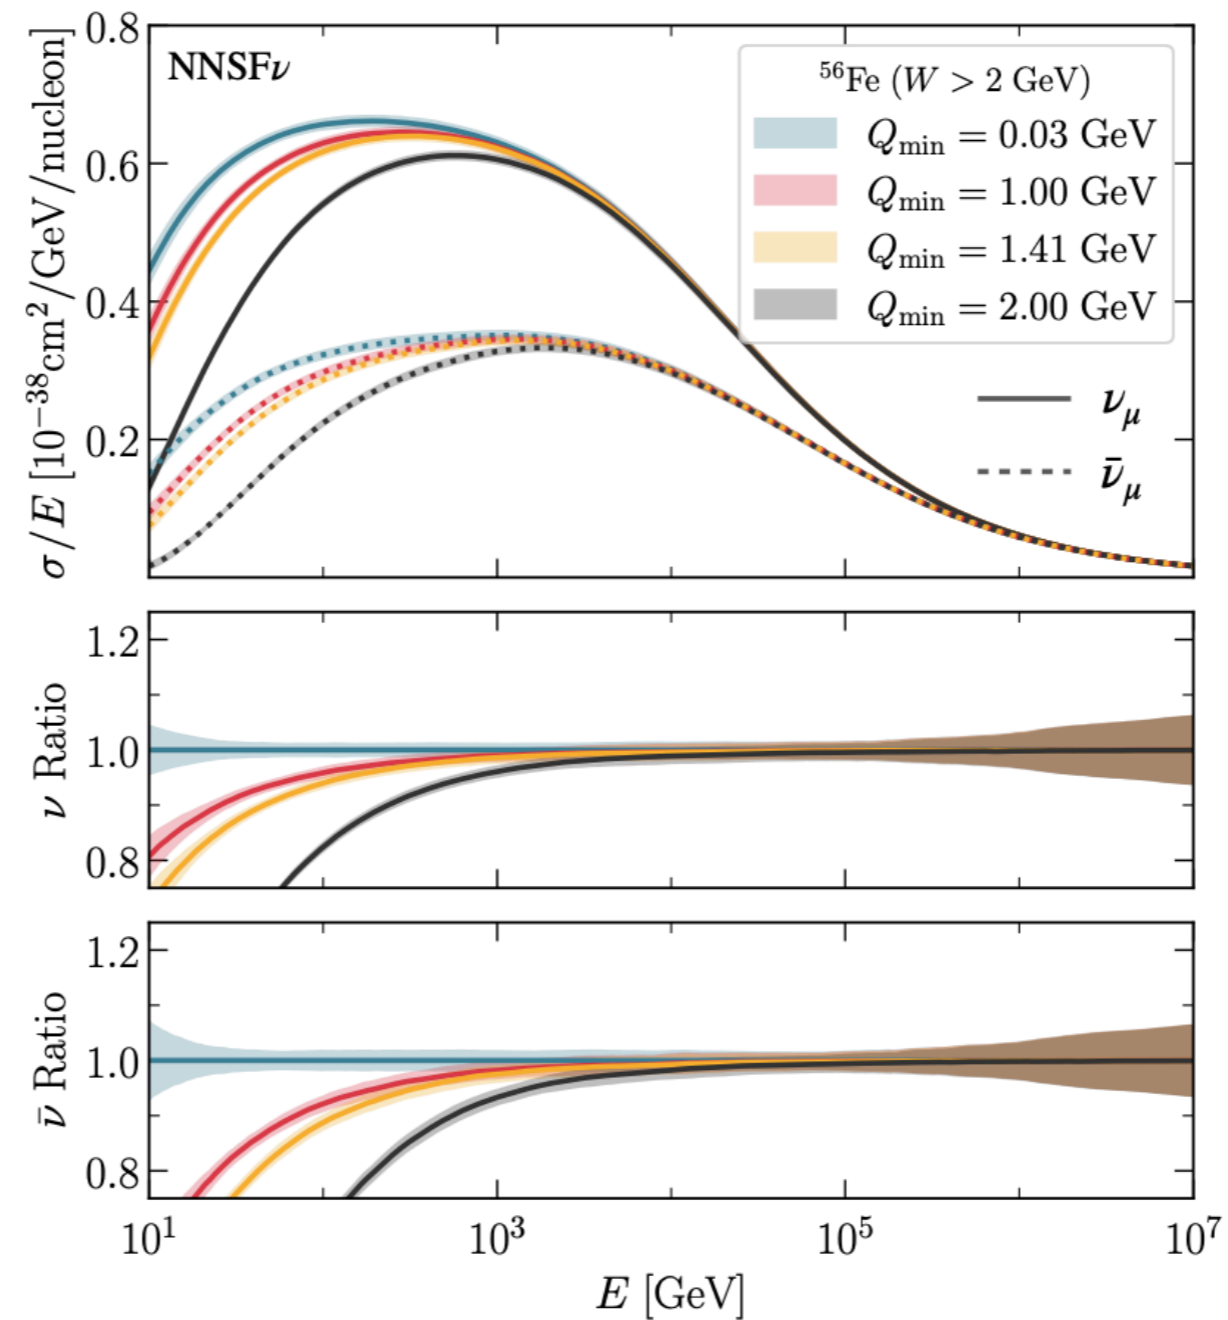 NNSFν
⁵⁶Fe (W > 2 GeV)
Q_min = 0.03 GeV
Q_min = 1.00 GeV
Q_min = 1.41 GeV
Q_min = 2.00 GeV
ν_μ
ν̄_μ
σ/E [10⁻³⁸cm²/GeV/nucleon]
0.8
0.6
0.4
0.2
ν Ratio
1.2
1.0
0.8
ν̄ Ratio
1.2
1.0
0.8
10¹ 10³ 10⁵ 10⁷
E [GeV]